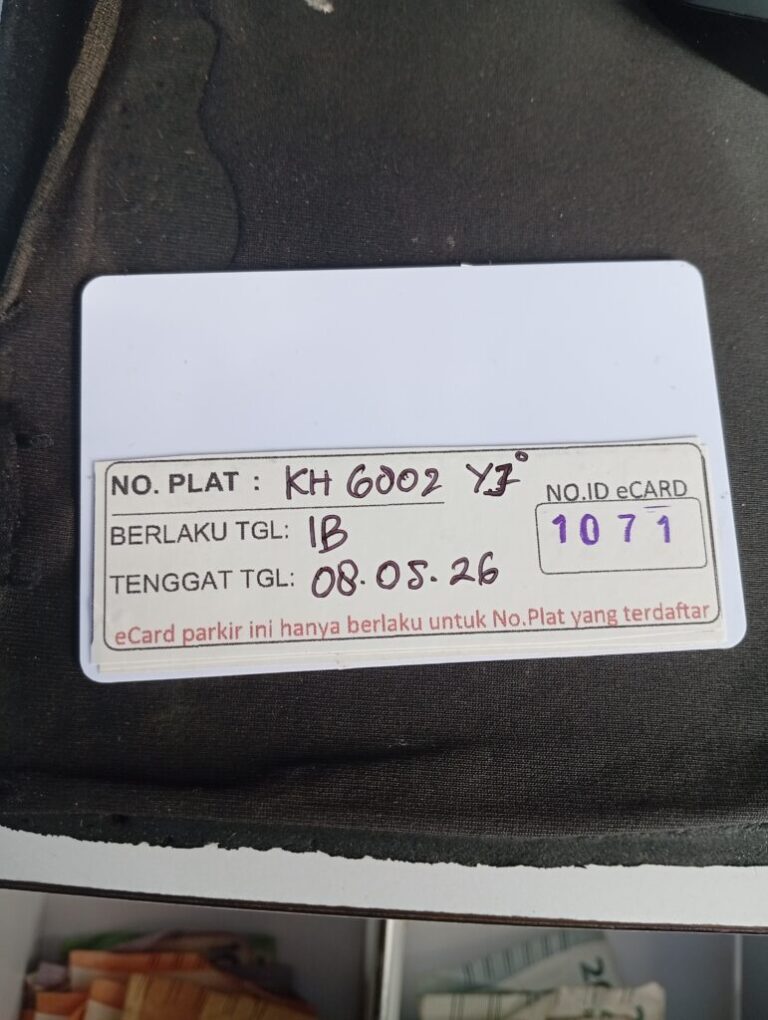 NO. PLAT : KH 6002
NO.ID eCARD
1071
BERLAKU TGL: 1B
TENGGAT TGL: 08.05.26
eCard parkir ini hanya berlaku untuk No.Plat yang terdaftar